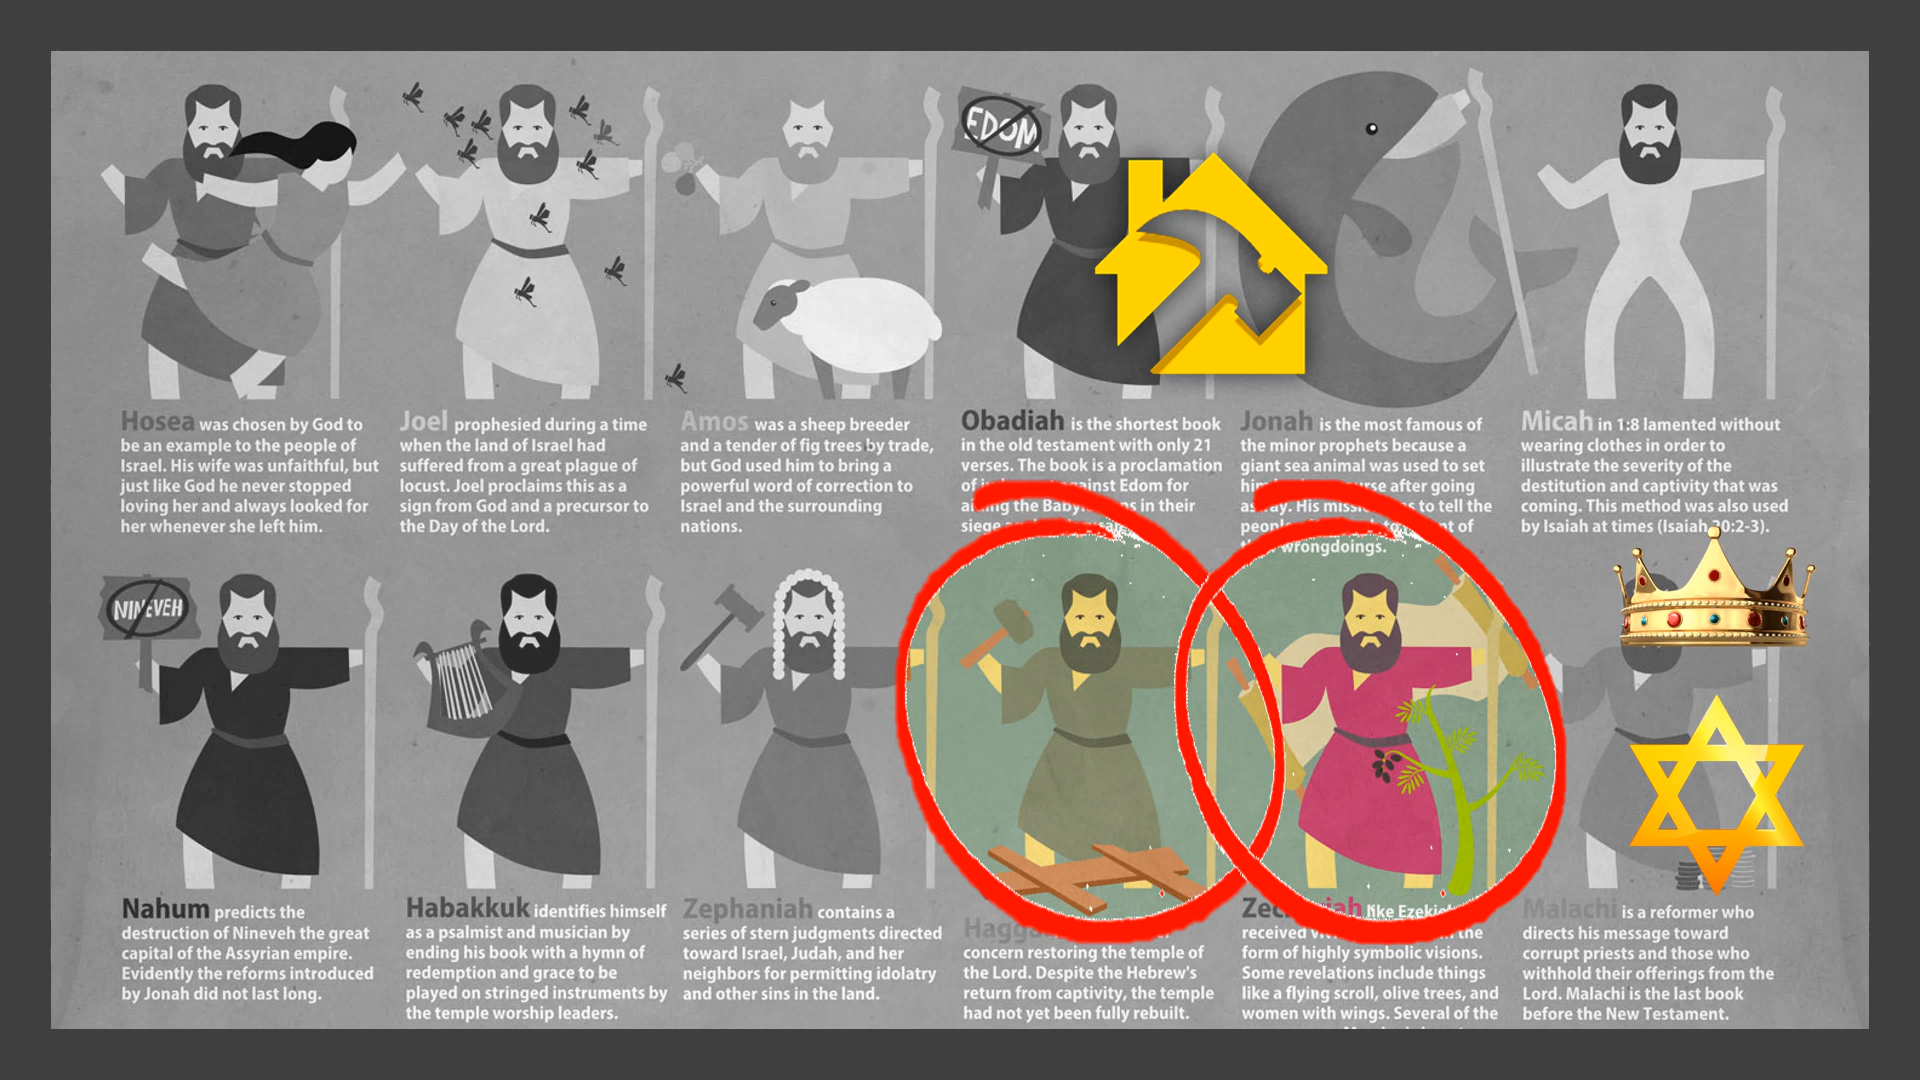 EDOM
Hosea was chosen by God to
be an example to the people of
Israel. His wife was unfaithful, but
just like God he never stopped
loving her and always looked for
her whenever she left him.
Joel prophesied during a time
when the land of Israel had
suffered from a great plague of
locust. Joel proclaims this as a
sign from God and a precursor to
the Day of the Lord.
Amos was a sheep breeder
and a tender of fig trees by trade,
but God used him to bring a
powerful word of correction to
Israel and the surrounding
nations.
Obadiah is the shortest book
in the old testament with only 21
verses. The book is a proclamation
of against Edom for
the in their
siege
Jonah is the most famous of
the minor prophets because a
giant sea animal was used to set
after going
His to tell the
of
wrongdoings.
Micah in 1:8 lamented without
wearing clothes in order to
illustrate the severity of the
destitution and captivity that was
coming. This method was also used
by Isaiah at times (Isaiah 20:2-3).
NINEVEH
Nahum predicts the
destruction of Nineveh the great
capital of the Assyrian empire.
Evidently the reforms introduced
by Jonah did not last long.
Habakkuk identifies himself
as a psalmist and musician by
ending his book with a hymn of
redemption and grace to be
played on stringed instruments by
the temple worship leaders.
Zephaniah contains a
series of stern judgments directed
toward Israel, Judah, and her
neighbors for permitting idolatry
and other sins in the land.
concern restoring the temple of
the Lord. Despite the Hebrew's
return from captivity, the temple
had not yet been fully rebuilt.
like
received the
form of highly symbolic visions.
Some revelations include things
like a flying scroll, olive trees, and
women with wings. Several of the
Malachi is a reformer who
directs his message toward
corrupt priests and those who
withhold their offerings from the
Lord. Malachi is the last book
before the New Testament.